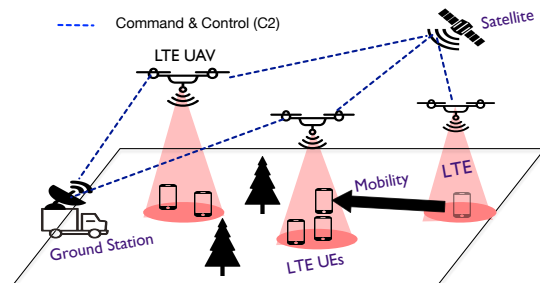 Command & Control (C2)
Satellite
LTE UAV
Mobility
LTE
Ground Station
LTE UEs